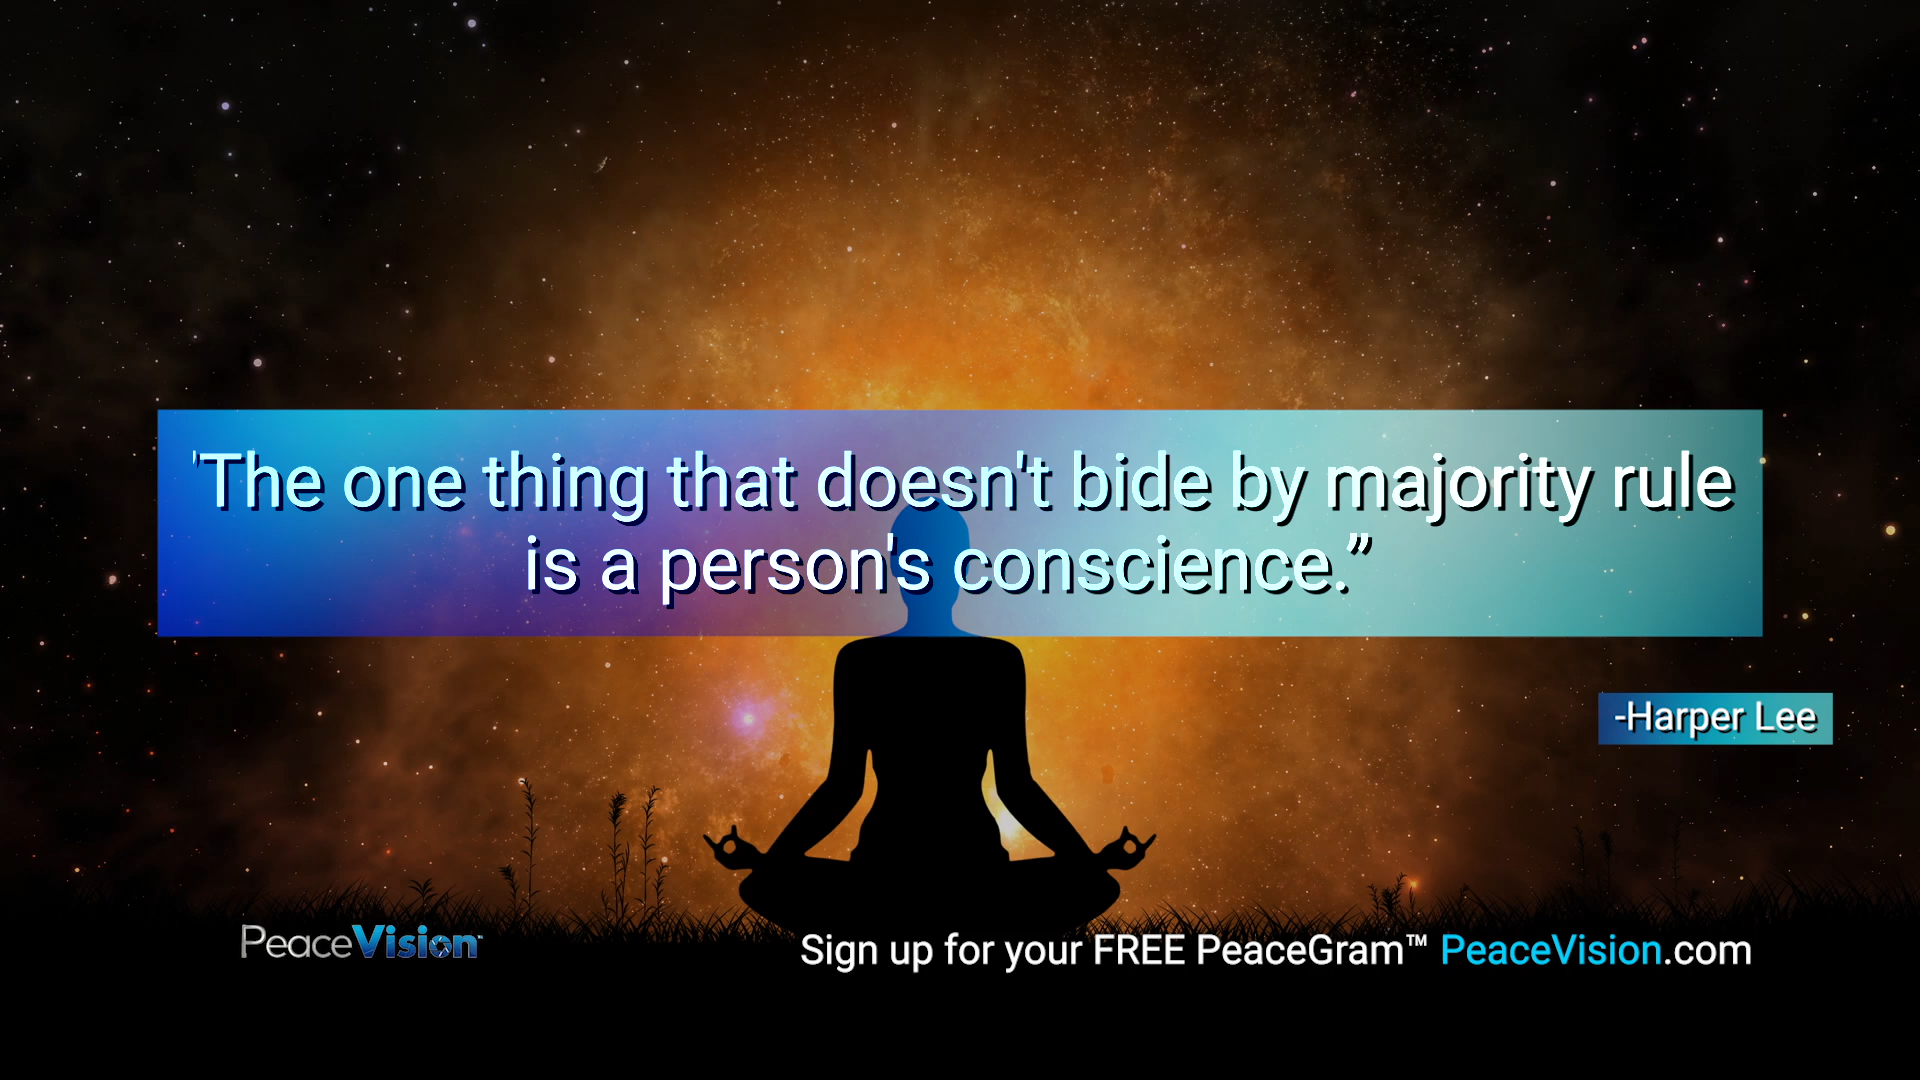 "The one thing that doesn't bide by majority rule
is a person's conscience.”
-Harper Lee
PeaceVision™
Sign up for your FREE PeaceGram™ PeaceVision.com